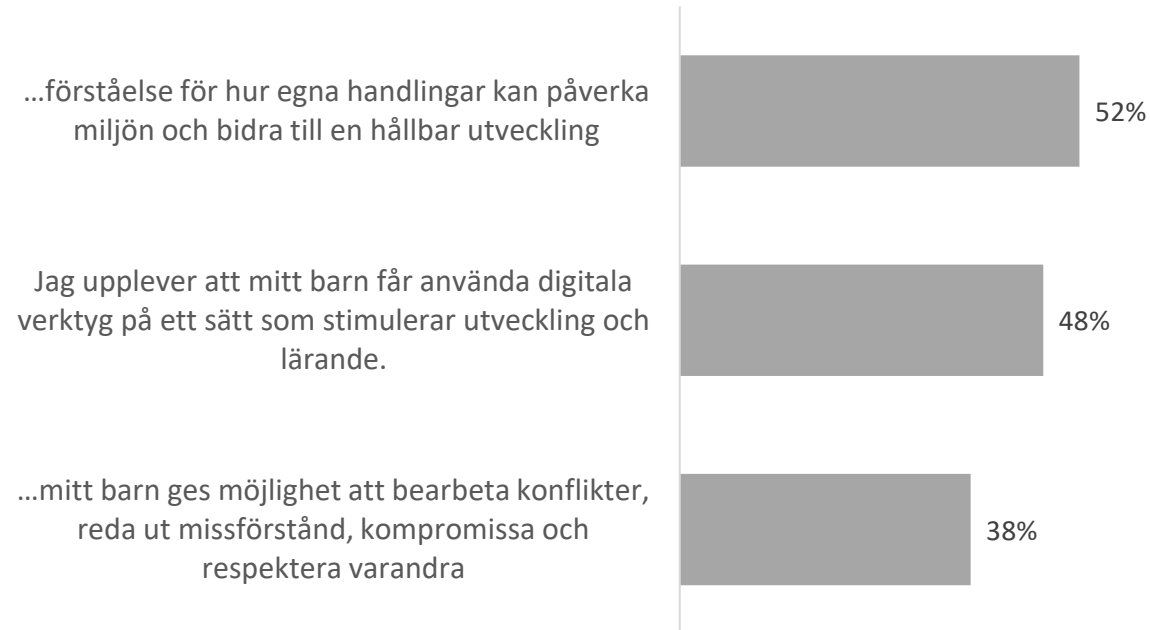 ...förståelse för hur egna handlingar kan påverka
miljön och bidra till en hållbar utveckling
52%
Jag upplever att mitt barn får använda digitala
verktyg på ett sätt som stimulerar utveckling och
lärande.
48%
...mitt barn ges möjlighet att bearbeta konflikter,
reda ut missförstånd, kompromissa och
respektera varandra
38%